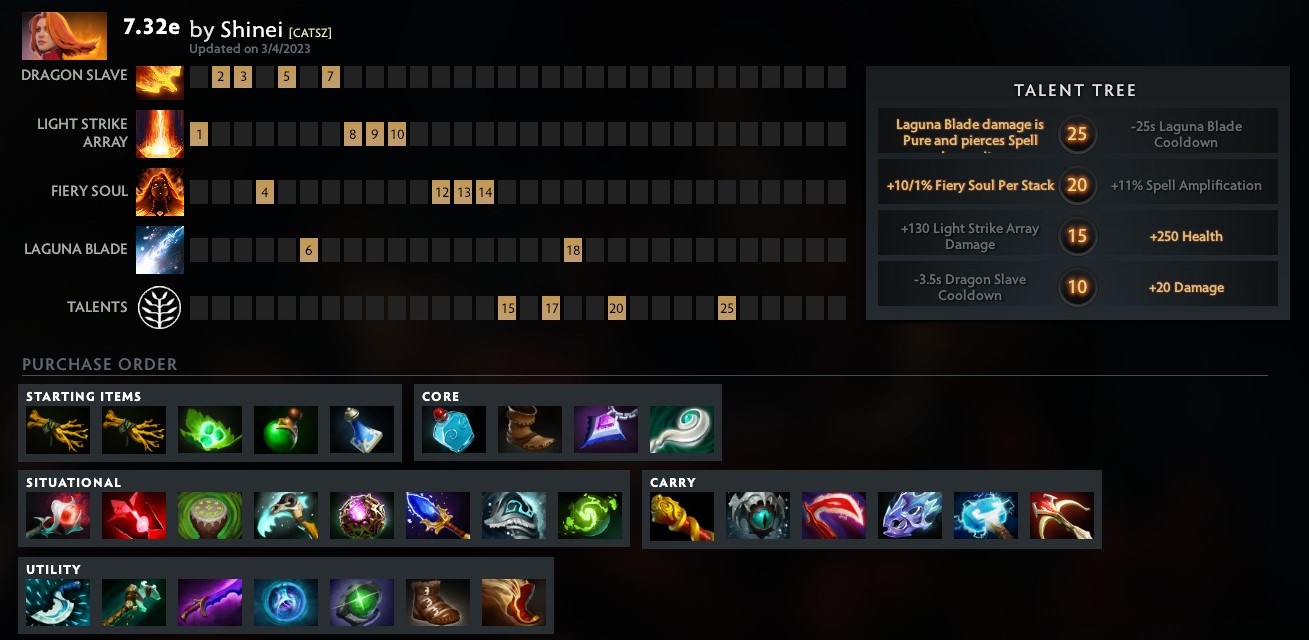 7.32e by Shinei [CATSZ]
Updated on 3/4/2023
DRAGON SLAVE 2 3 5 7
LIGHT STRIKE
ARRAY 1 8 9 10
FIERY SOUL 4 12 13 14
LAGUNA BLADE 6 18
TALENTS 15 17 20 25
TALENT TREE
Laguna Blade damage is
Pure and pierces Spell
25
-25s Laguna Blade
Cooldown
+10/1% Fiery Soul Per Stack 20 +11% Spell Amplification
+130 Light Strike Array
Damage
15
+250 Health
-3.5s Dragon Slave
Cooldown
10
+20 Damage
PURCHASE ORDER
STARTING ITEMS
CORE
SITUATIONAL
CARRY
UTILITY